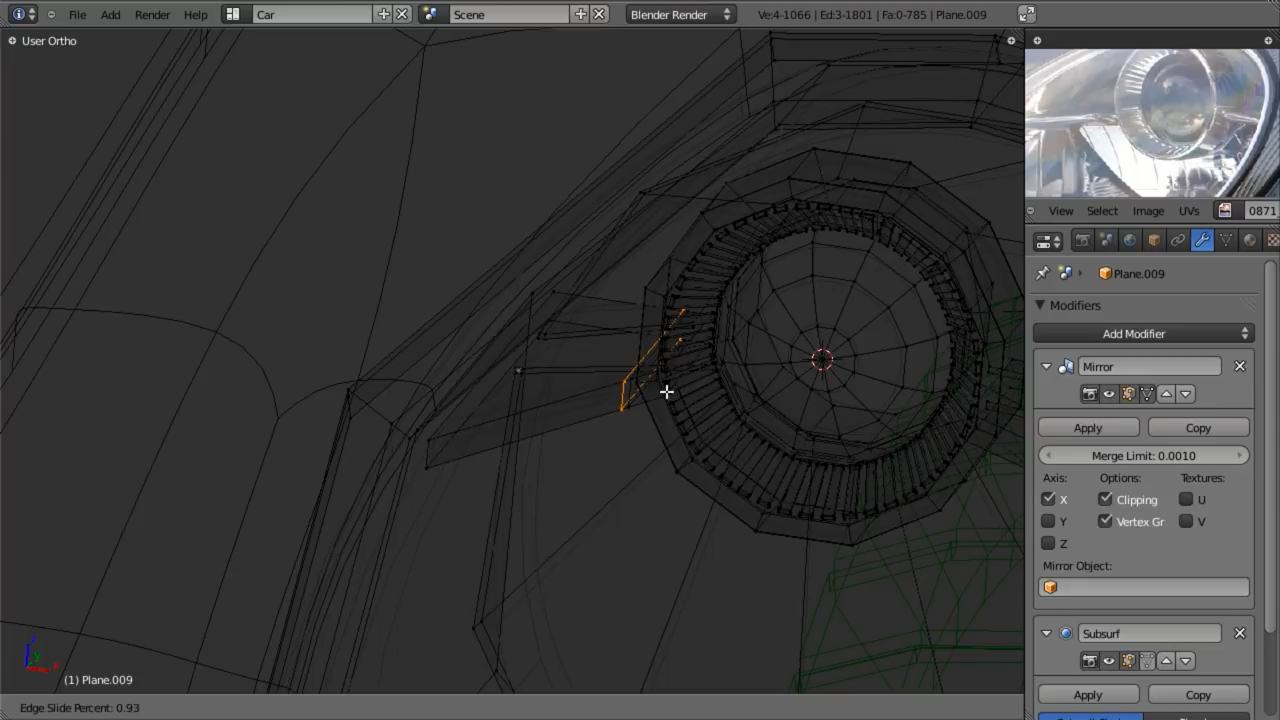 File Add Render Help Car Scene Blender Render Ve:4-1066 | Ed:3-1801 | Fa:0-785 | Plane.009
User Ortho
View Select Image UVs 0871
Plane.009
Modifiers
Add Modifier
Mirror
Apply Copy
Merge Limit: 0.0010
Axis: Options: Textures:
X Clipping U
Y Vertex Gr V
Z
Mirror Object:
Subsurf
(1) Plane.009
Apply Copy
Edge Slide Percent: 0.93